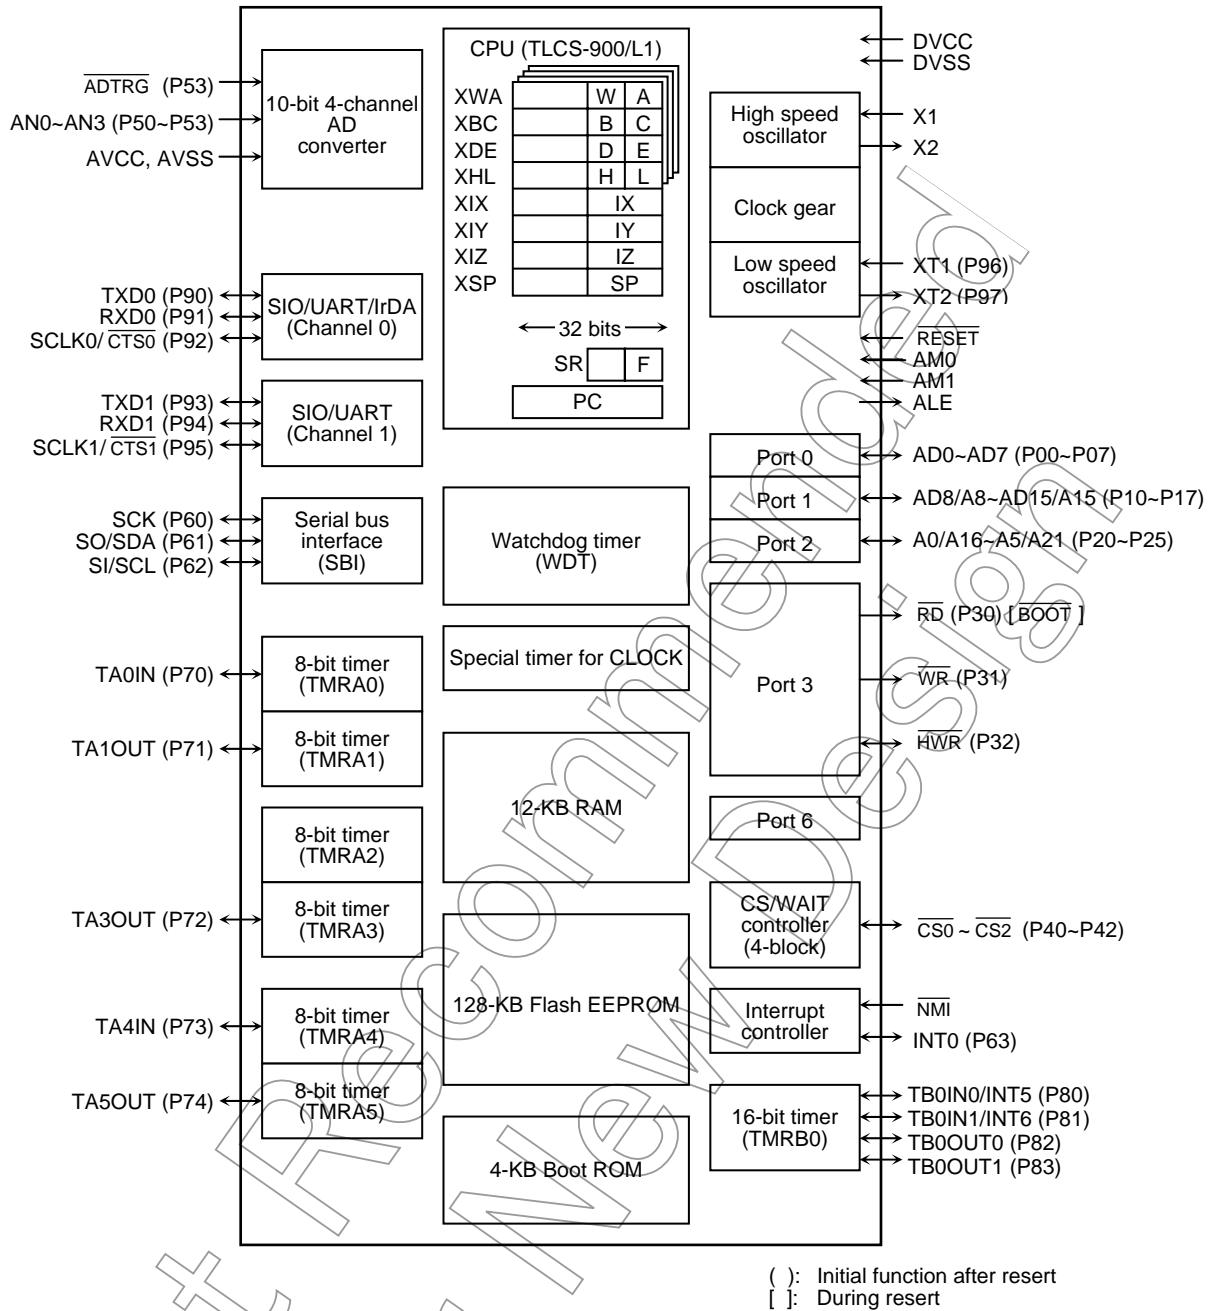 CPU (TLCS-900/L1)
XWA W A
XBC B C
XDE D E
XHL H L
XIX IX
XIY IY
XIZ IZ
XSP SP
32 bits
SR F
PC
ADTRG (P53)
AN0~AN3 (P50~P53)
AVCC, AVSS
10-bit 4-channel
AD
converter
TXD0 (P90)
RXD0 (P91)
SCLK0/CTS0 (P92)
SIO/UART/IrDA
(Channel 0)
TXD1 (P93)
RXD1 (P94)
SCLK1/CTS1 (P95)
SIO/UART
(Channel 1)
SCK (P60)
SO/SDA (P61)
SI/SCL (P62)
Serial bus
interface
(SBI)
TA0IN (P70)
8-bit timer
(TMRA0)
TA1OUT (P71)
8-bit timer
(TMRA1)
8-bit timer
(TMRA2)
TA3OUT (P72)
8-bit timer
(TMRA3)
TA4IN (P73)
8-bit timer
(TMRA4)
TA5OUT (P74)
8-bit timer
(TMRA5)
Watchdog timer
(WDT)
Special timer for CLOCK
12-KB RAM
128-KB Flash EEPROM
4-KB Boot ROM
DVCC
DVSS
High speed
oscillator
X1
X2
Clock gear
Low speed
oscillator
XT1 (P96)
XT2 (P97)
RESET
AM0
AM1
ALE
Port 0
AD0~AD7 (P00~P07)
Port 1
AD8/A8~AD15/A15 (P10~P17)
Port 2
A0/A16~A5/A21 (P20~P25)
Port 3
RD (P30) [BOOT ]
WR (P31)
HWR (P32)
Port 6
CS/WAIT
controller
(4-block)
CS0 ~ CS2 (P40~P42)
Interrupt
controller
NMI
INT0 (P63)
16-bit timer
(TMRB0)
TB0IN0/INT5 (P80)
TB0IN1/INT6 (P81)
TB0OUT0 (P82)
TB0OUT1 (P83)
( ): Initial function after resert
[ ]: During resert
Recommended
New Design